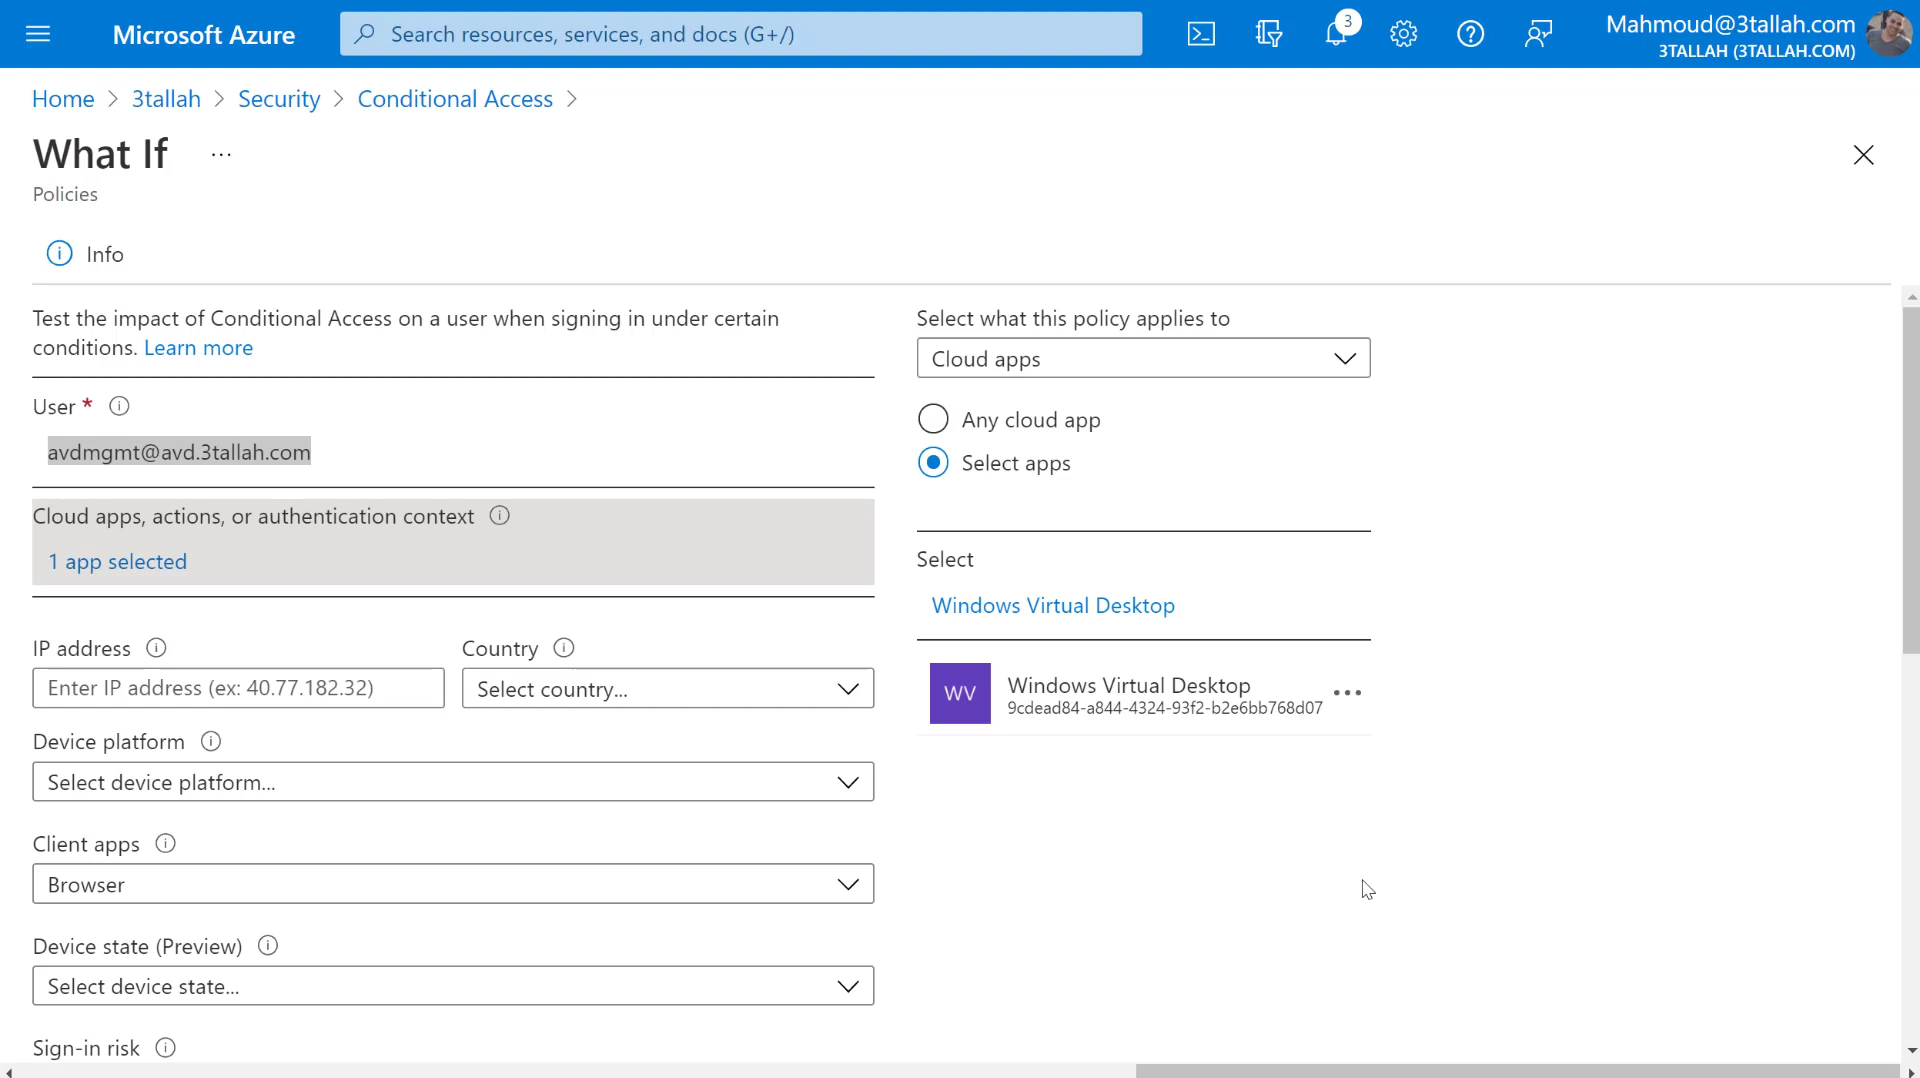 Microsoft Azure
Search resources, services, and docs (G+/)
3
Mahmoud@3tallah.com
3TALLAH (3TALLAH.COM)
Home > 3tallah > Security > Conditional Access >
What If ...
Policies
Info
Test the impact of Conditional Access on a user when signing in under certain
conditions. Learn more
User *
avdmgmt@avd.3tallah.com
Cloud apps, actions, or authentication context
1 app selected
IP address
Country
Enter IP address (ex: 40.77.182.32)
Select country...
Device platform
Select device platform...
Client apps
Browser
Device state (Preview)
Select device state...
Sign-in risk
Select what this policy applies to
Cloud apps
Any cloud app
Select apps
Select
Windows Virtual Desktop
WV
Windows Virtual Desktop
9cdead84-a844-4324-93f2-b2e6bb768d07